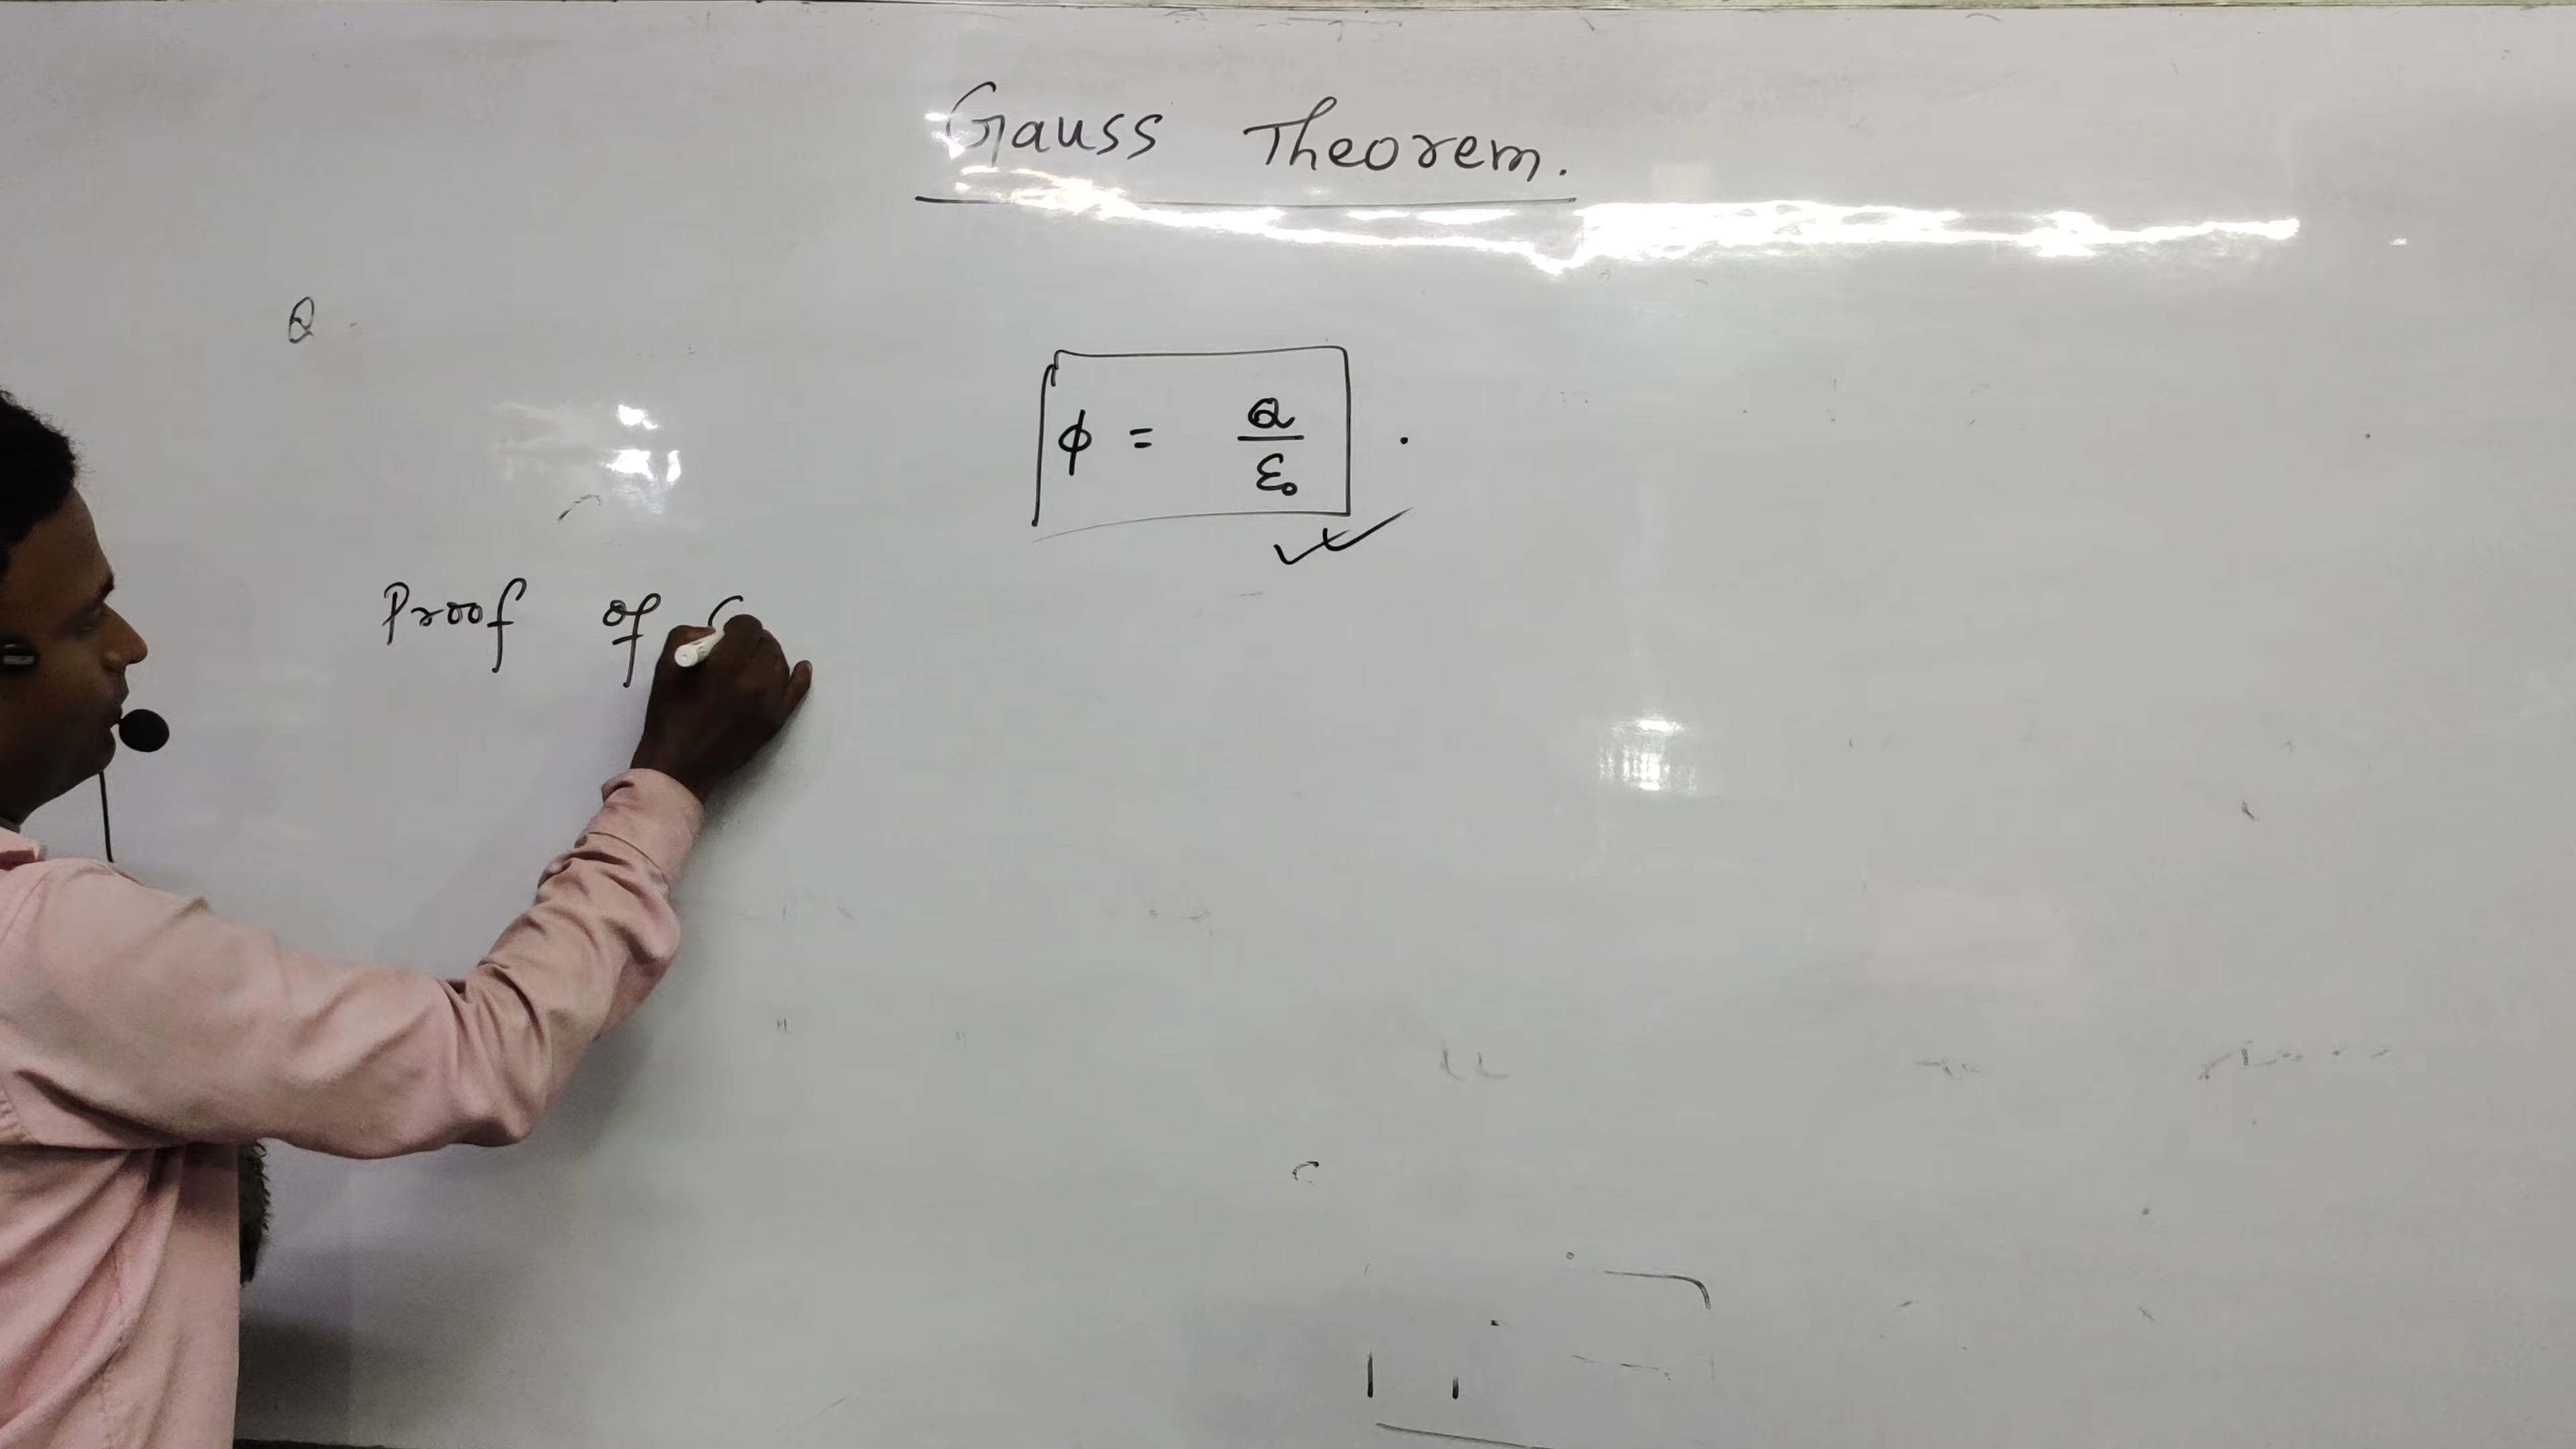 Gauss Theorem.
Q
ϕ = Q/ε₀ .
Proof of G